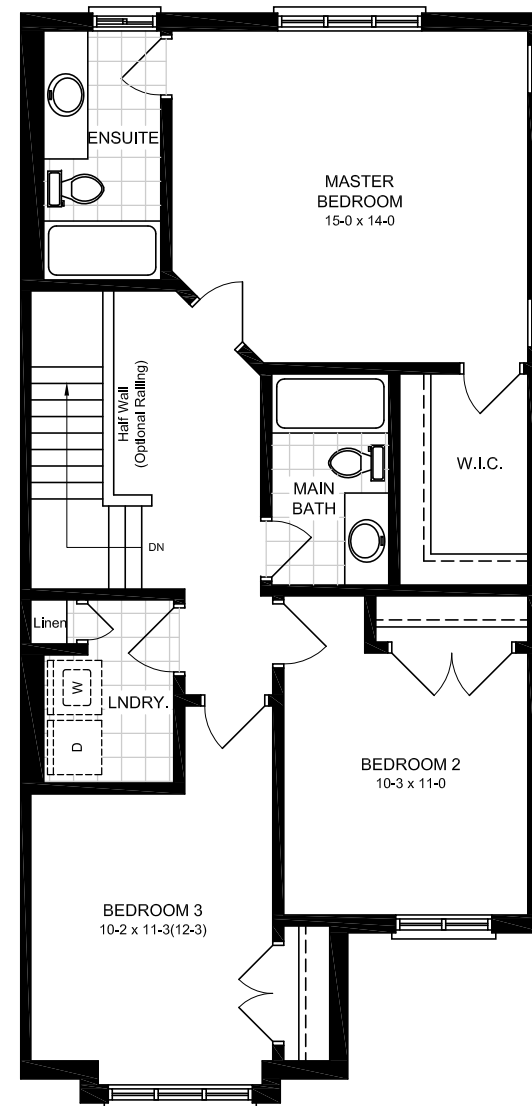 ENSUITE
MASTER
BEDROOM
15-0 x 14-0
Half Wall
(Optional Railing)
W.I.C.
MAIN
BATH
DN
Linen
W
LNDRY.
D
BEDROOM 2
10-3 x 11-0
BEDROOM 3
10-2 x 11-3(12-3)